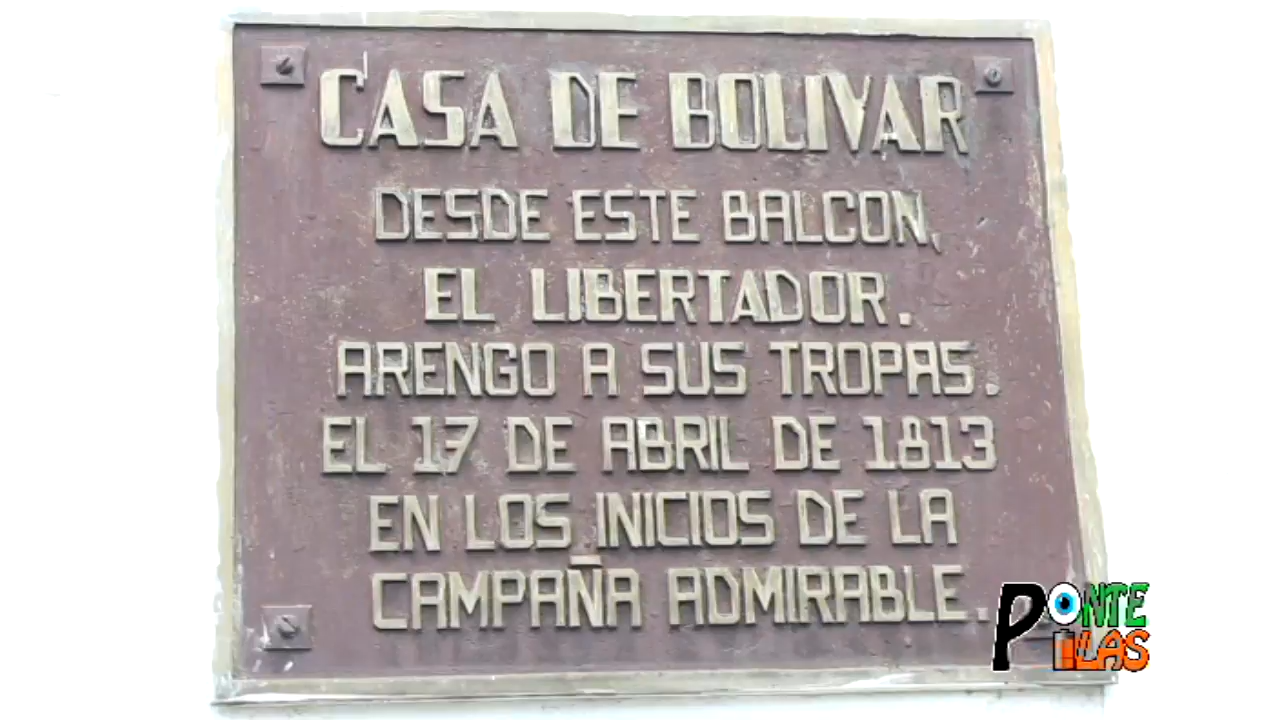 CASA DE BOLIVAR
DESDE ESTE BALCON,
EL LIBERTADOR.
ARENGO A SUS TROPAS.
EL 17 DE ABRIL DE 1813
EN LOS INICIOS DE LA
CAMPAÑA ADMIRABLE.
PONTE
PILAS